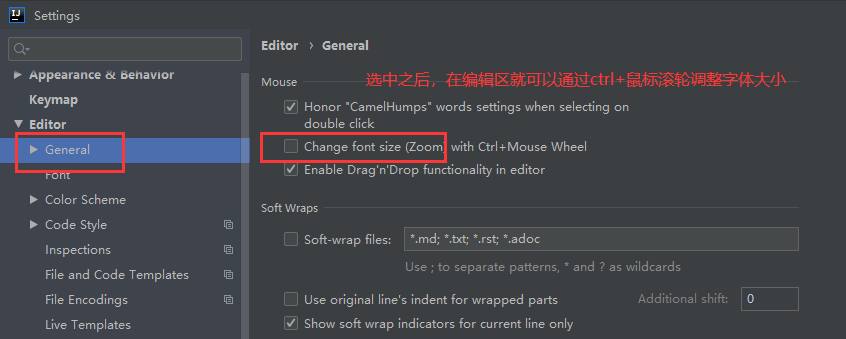 Settings
Appearance & Behavior
Keymap
Editor
General
Font
Color Scheme
Code Style
Inspections
File and Code Templates
File Encodings
Live Templates
Editor › General
Mouse
选中之后，在编辑区就可以通过ctrl+鼠标滚轮调整字体大小
Honor "CamelHumps" words settings when selecting on
double click
Change font size (Zoom) with Ctrl+Mouse Wheel
Enable Drag'n'Drop functionality in editor
Soft Wraps
Soft-wrap files: *.md; *.txt; *.rst; *.adoc
Use ; to separate patterns, * and ? as wildcards
Use original line's indent for wrapped parts Additional shift: 0
Show soft wrap indicators for current line only